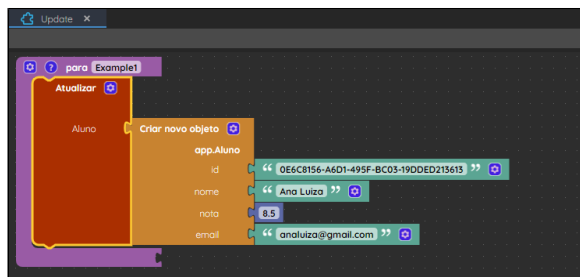 Update ×
? para Example1
Atualizar
Aluno Criar novo objeto
app.Aluno
id “ 0E6C8156-A6D1-495F-BC03-19DDED213613 ”
nome “ Ana Luiza ”
nota 8.5
email “ analuiza@gmail.com ”